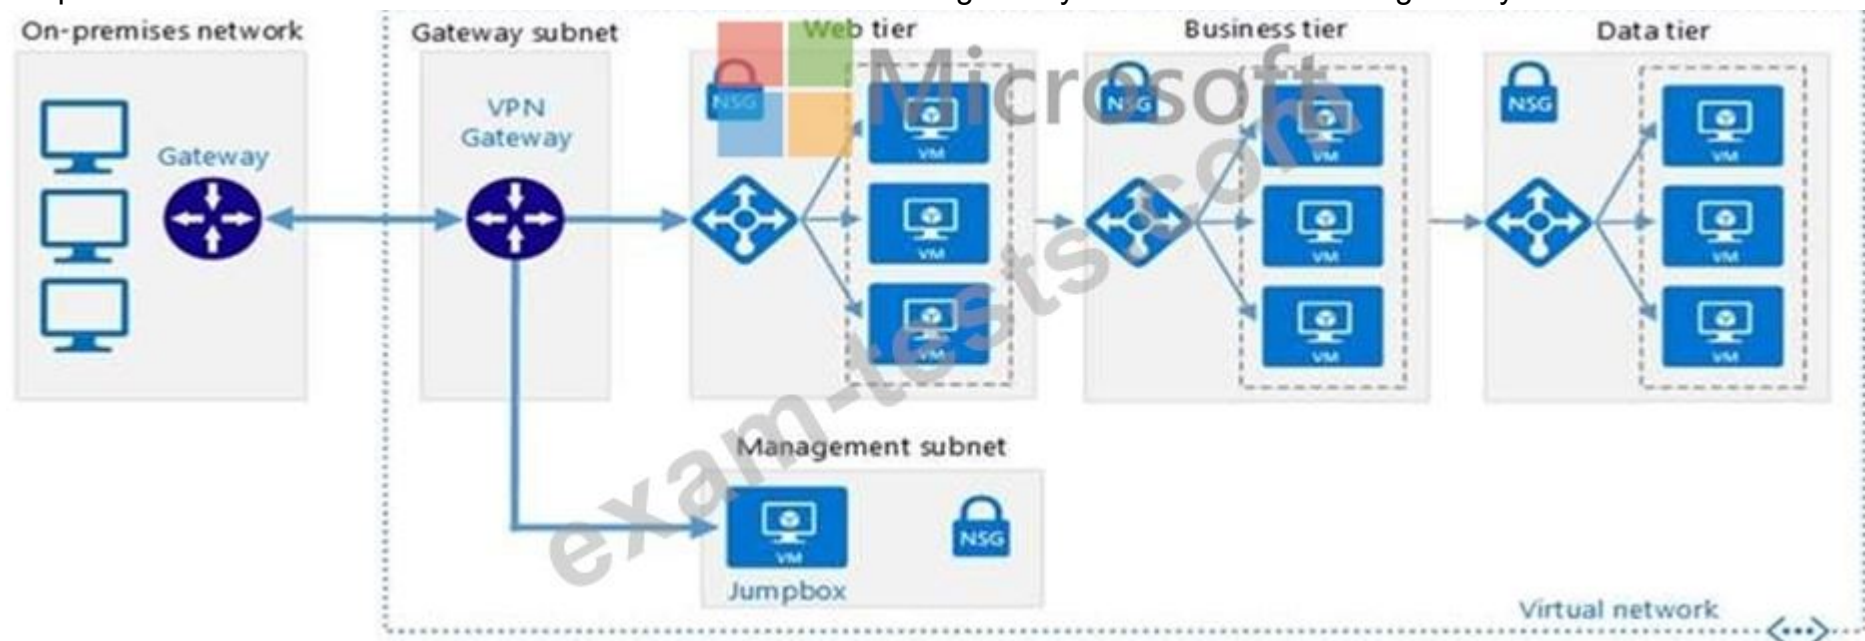 On-premises network
Gateway subnet
Web tier
Business tier
Data tier
Gateway
VPN
Gateway
NSG
VM
VM
VM
NSG
VM
VM
VM
NSG
VM
VM
VM
Microsoft
exam-tests.com
Management subnet
VM
Jumpbox
NSG
Virtual network